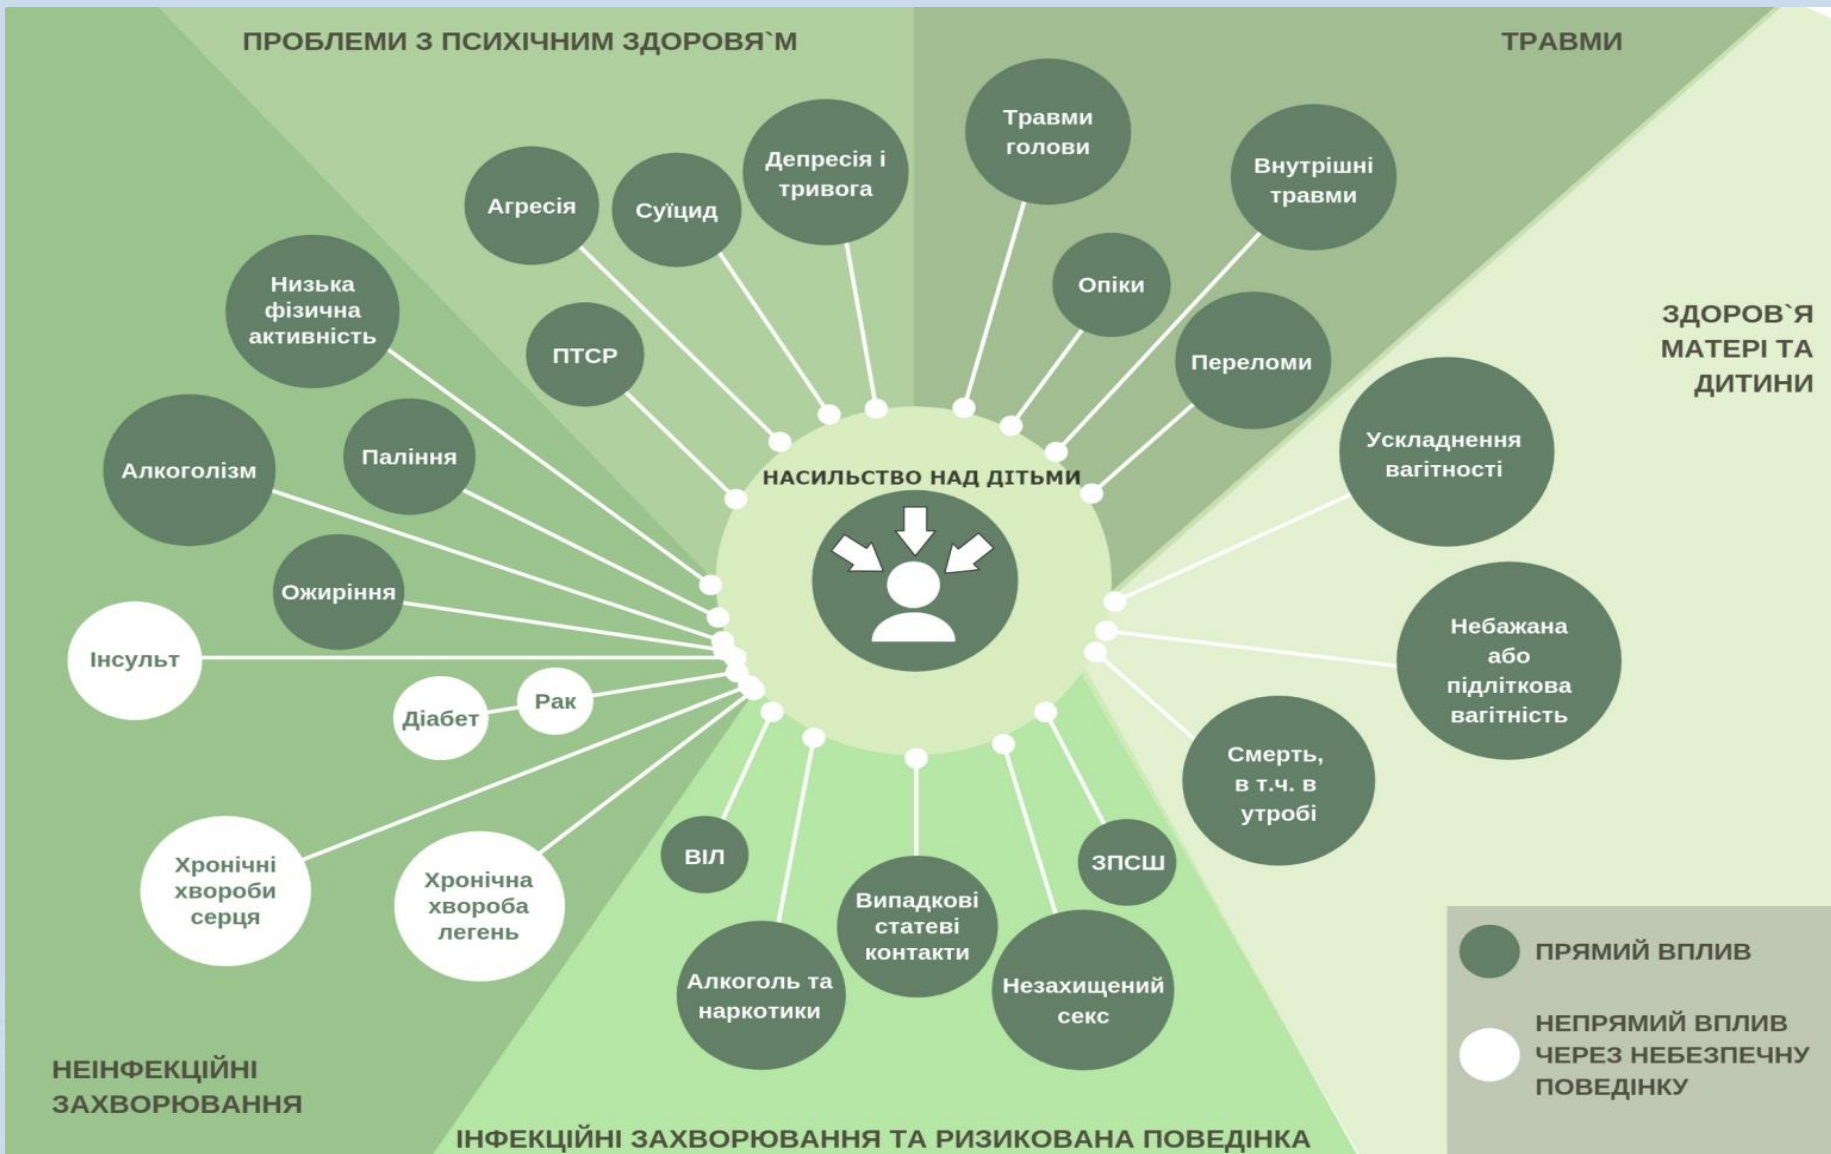 ПРОБЛЕМИ З ПСИХІЧНИМ ЗДОРОВЯ`М
Агресія
Суїцид
Депресія і
тривога
ПТСР
ТРАВМИ
Травми
голови
Внутрішні
травми
Опіки
Переломи
ЗДОРОВ`Я
МАТЕРІ ТА
ДИТИНИ
Ускладнення
вагітності
Небажана
або
підліткова
вагітність
Смерть,
в т.ч. в
утробі
НАСИЛЬСТВО НАД ДІТЬМИ
Низька
фізична
активність
Алкоголізм
Паління
Ожиріння
Інсульт
Діабет
Рак
Хронічні
хвороби
серця
Хронічна
хвороба
легень
НЕІНФЕКЦІЙНІ
ЗАХВОРЮВАННЯ
ВІЛ
Алкоголь та
наркотики
Випадкові
статеві
контакти
Незахищений
секс
ЗПСШ
ІНФЕКЦІЙНІ ЗАХВОРЮВАННЯ ТА РИЗИКОВАНА ПОВЕДІНКА
ПРЯМИЙ ВПЛИВ
НЕПРЯМИЙ ВПЛИВ
ЧЕРЕЗ НЕБЕЗПЕЧНУ
ПОВЕДІНКУ